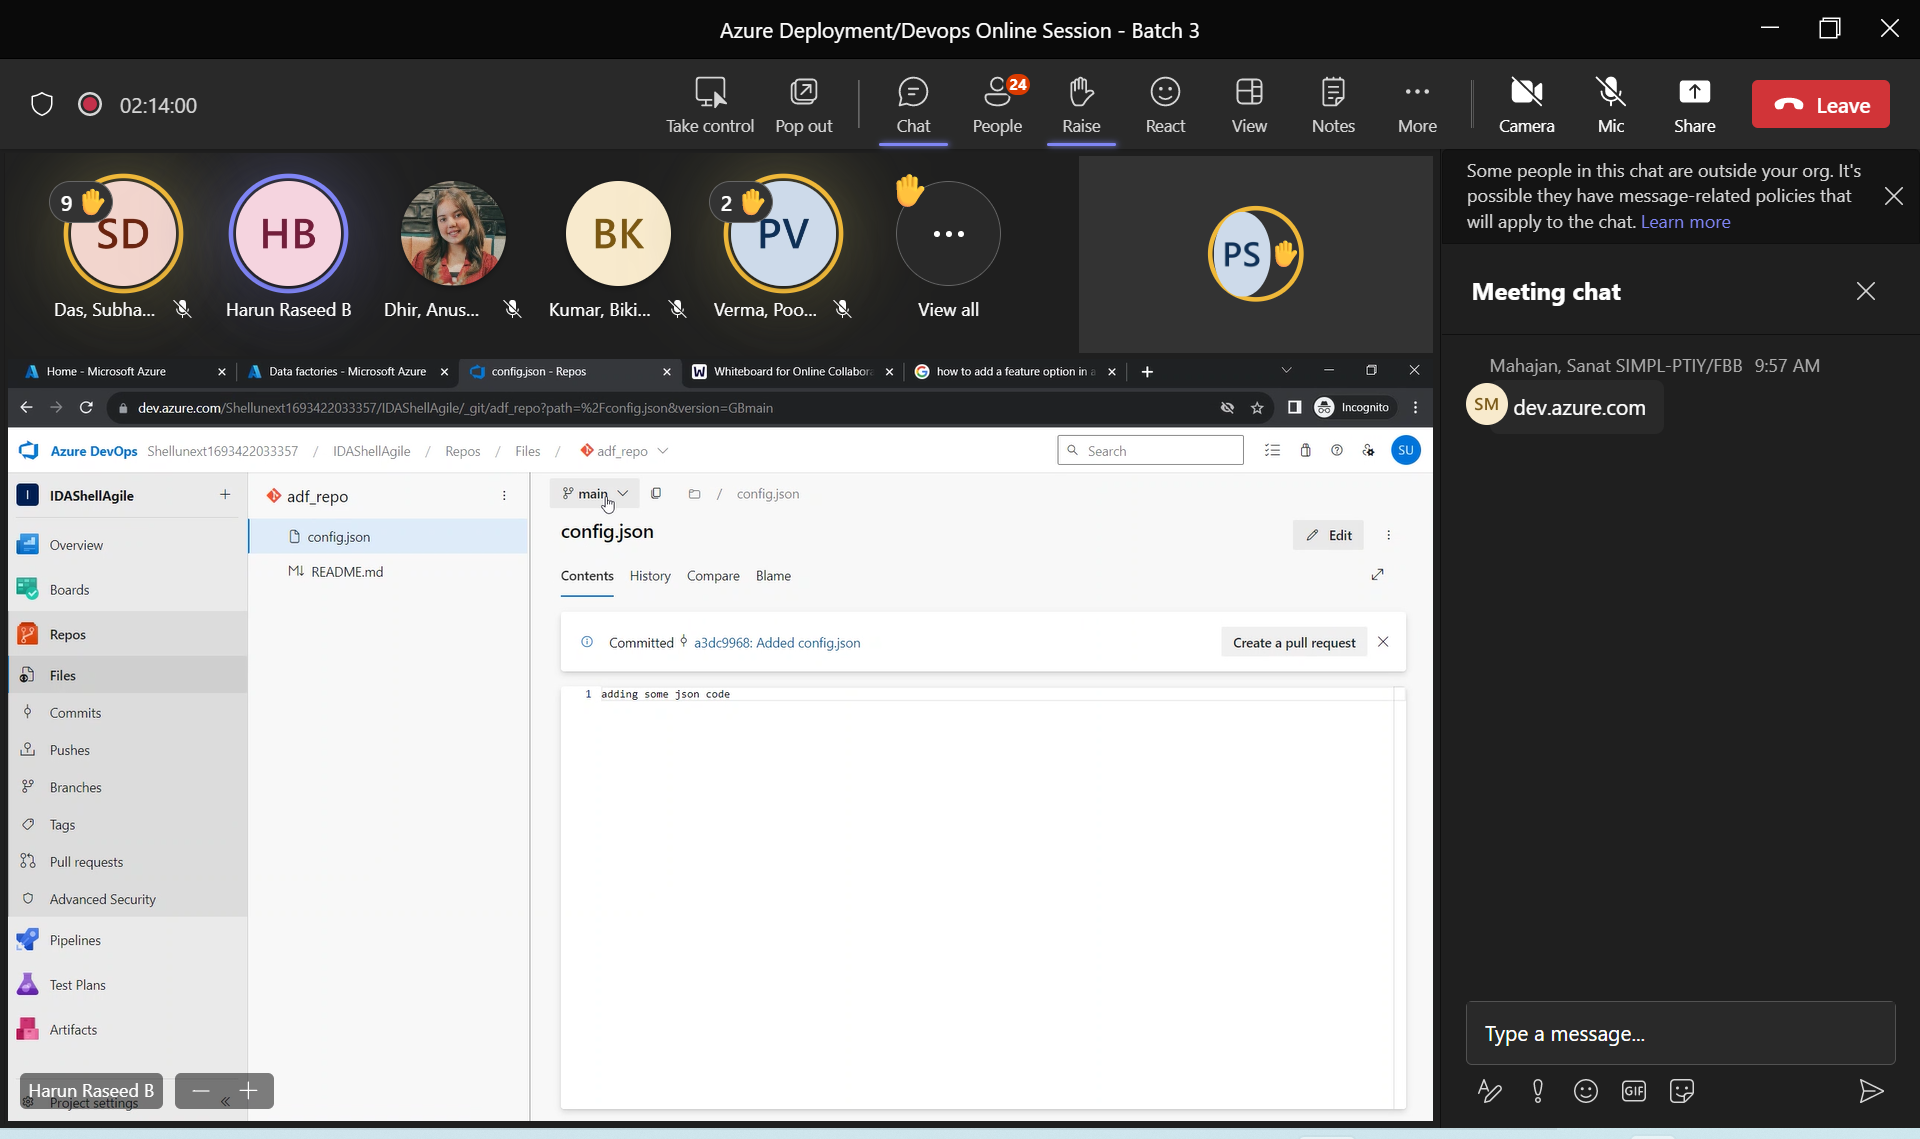 Azure Deployment/Devops Online Session - Batch 3
02:14:00
Take control
Pop out
Chat
24
People
Raise
React
View
Notes
More
Camera
Mic
Share
Leave
9
SD
HB
BK
2
PV
PS
Das, Subha...
Harun Raseed B
Dhir, Anus...
Kumar, Biki...
Verma, Poo...
View all
Some people in this chat are outside your org. It's
possible they have message-related policies that
will apply to the chat. Learn more
Meeting chat
Mahajan, Sanat SIMPL-PTIY/FBB 9:57 AM
SM
dev.azure.com
Home - Microsoft Azure
Data factories - Microsoft Azure
config.json - Repos
W
Whiteboard for Online Collabor
how to add a feature option in
dev.azure.com/Shellunext1693422033357/IDAShellAgile/_git/adf_repo?path=%2Fconfig.json&version=GBmain
Incognito
Azure DevOps Shellunext1693422033357 / IDAShellAgile / Repos / Files / adf_repo
Search
SU
I
IDAShellAgile
Overview
Boards
Repos
Files
Commits
Pushes
Branches
Tags
Pull requests
Advanced Security
Pipelines
Test Plans
Artifacts
Project settings
Harun Raseed B
adf_repo
config.json
README.md
main
/ config.json
config.json
Edit
Contents History Compare Blame
Committed a3dc9968: Added config.json
Create a pull request
1 adding some json code
Type a message...
GIF